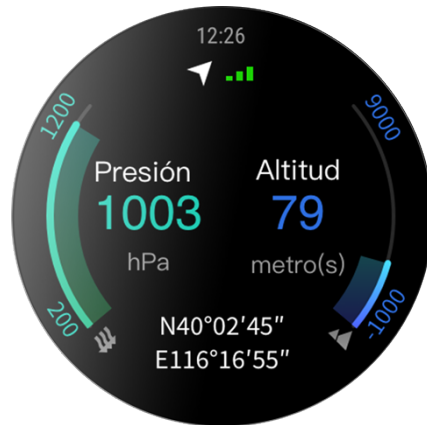 12:26
1200
9000
Presión
Altitud
1003
79
hPa
metro(s)
200
-1000
N40°02′45″
E116°16′55″